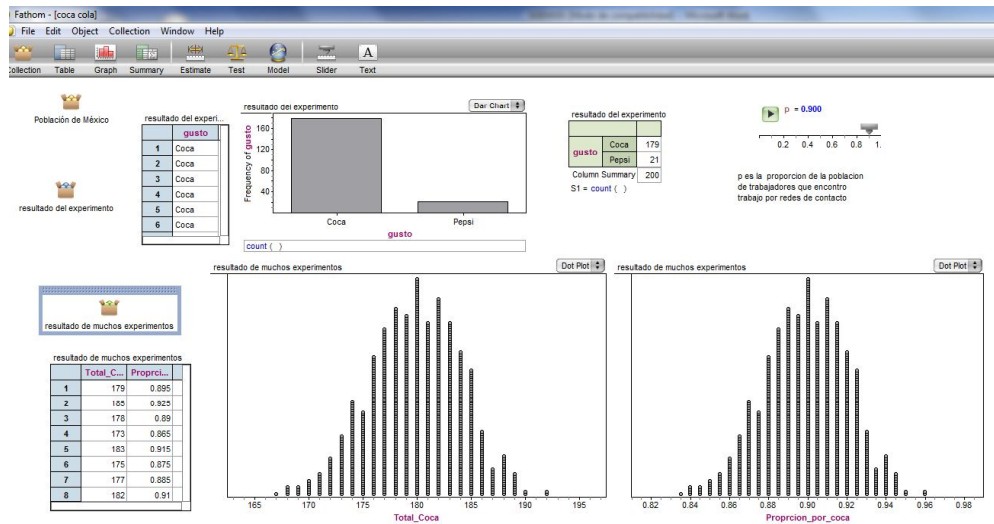 Fathom - [coca cola]
File Edit Object Collection Window Help
Collection Table Graph Summary Estimate Test Model Slider Text
Población de México
resultado del experimento
resultado del experi...
gusto
1 Coca
2 Coca
3 Coca
4 Coca
5 Coca
6 Coca
resultado del experimento
Bar Chart
Frequency of gusto
160
120
80
40
Coca Pepsi
gusto
count ( )
resultado del experimento
gusto
Coca 179
Pepsi 21
Column Summary 200
S1 = count ( )
p = 0.900
0.2 0.4 0.6 0.8 1.
p es la proporcion de la poblacion
de trabajadores que encontro
trabajo por redes de contacto
resultado de muchos experimentos
resultado de muchos experimentos
Total_C... Proprci...
1 179 0.895
2 185 0.925
3 178 0.89
4 173 0.865
5 183 0.915
6 175 0.875
7 177 0.885
8 182 0.91
resultado de muchos experimentos
Dot Plot
165 170 175 180 185 190 195
Total_Coca
resultado de muchos experimentos
Dot Plot
0.82 0.84 0.86 0.88 0.90 0.92 0.94 0.96 0.98
Proprcion_por_coca